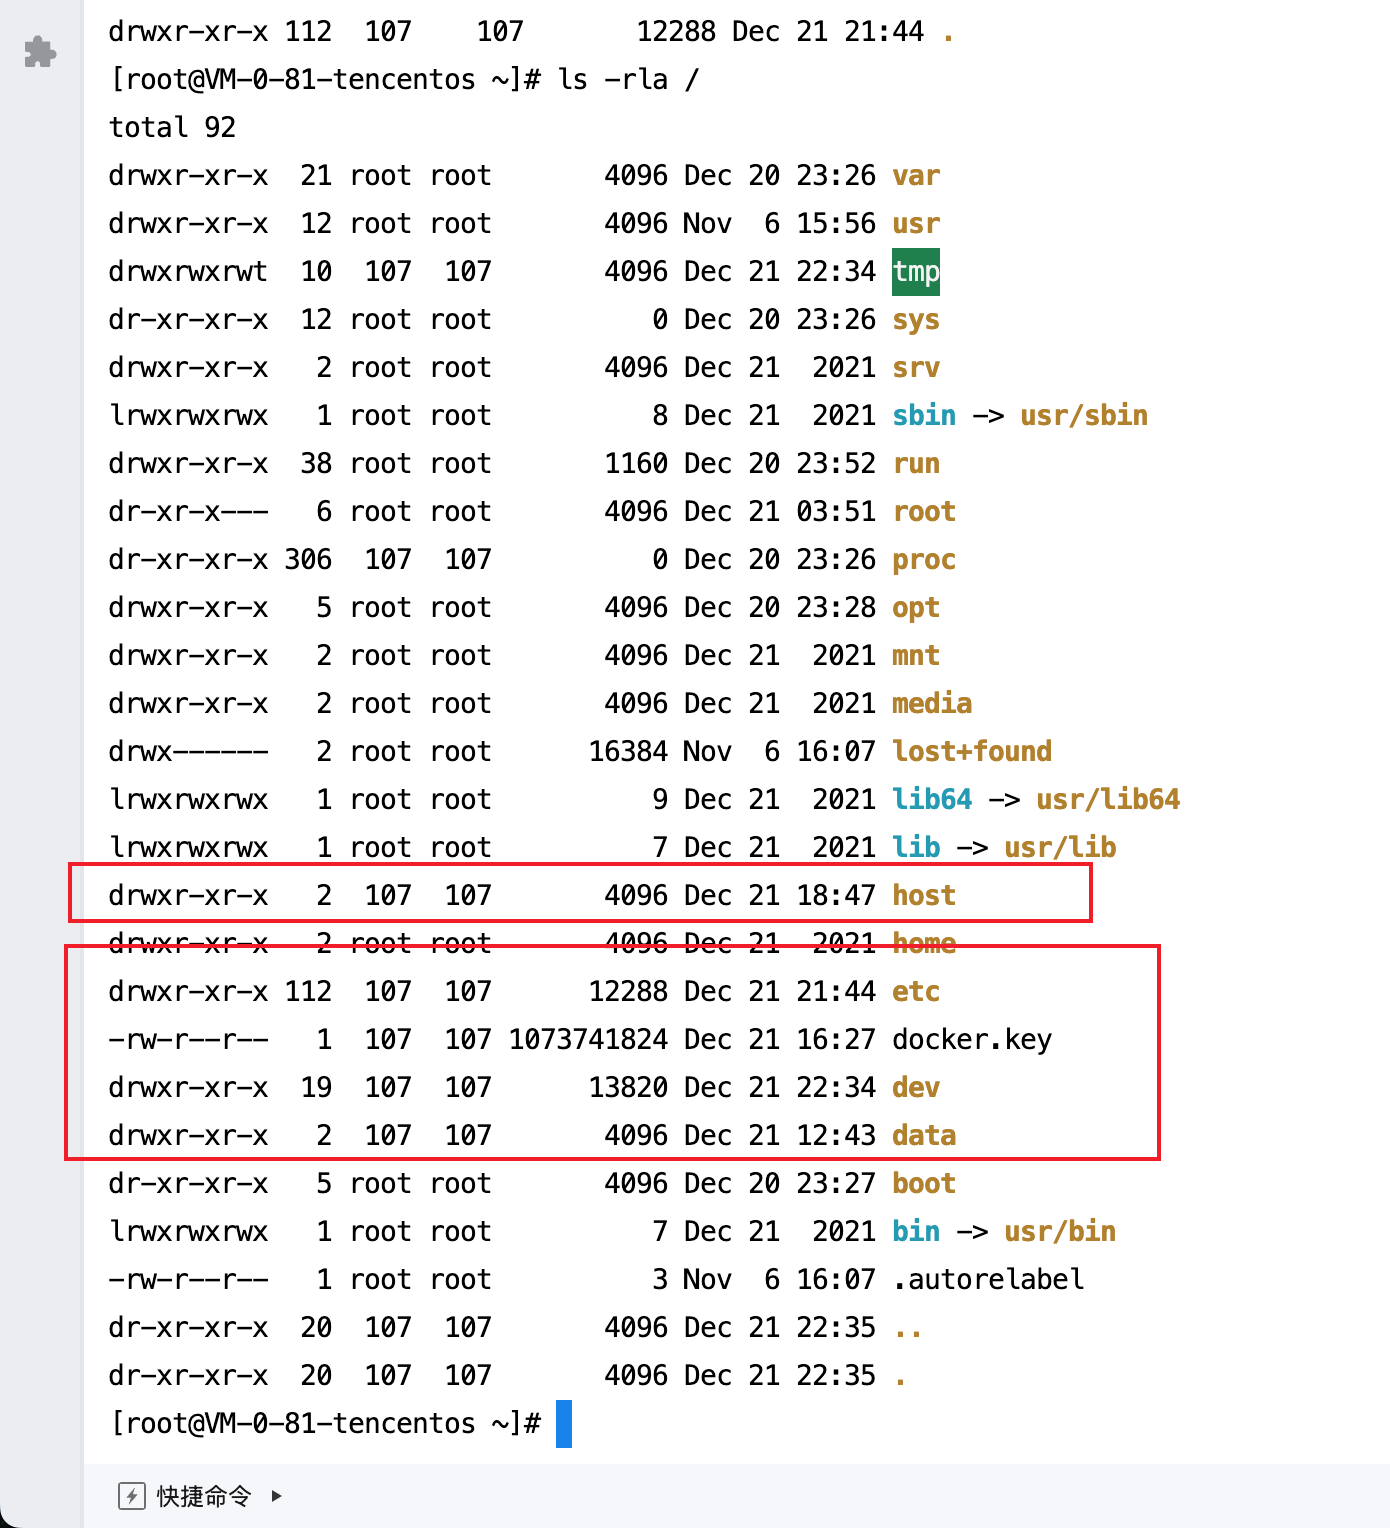 drwxr-xr-x 112  107    107       12288 Dec 21 21:44 .
[root@VM-0-81-tencentos ~]# ls -rla /
total 92
drwxr-xr-x  21 root root       4096 Dec 20 23:26 var
drwxr-xr-x  12 root root       4096 Nov  6 15:56 usr
drwxrwxrwt  10  107  107       4096 Dec 21 22:34 tmp
dr-xr-xr-x  12 root root          0 Dec 20 23:26 sys
drwxr-xr-x   2 root root       4096 Dec 21  2021 srv
lrwxrwxrwx   1 root root          8 Dec 21  2021 sbin -> usr/sbin
drwxr-xr-x  38 root root       1160 Dec 20 23:52 run
dr-xr-x---   6 root root       4096 Dec 21 03:51 root
dr-xr-xr-x 306  107  107          0 Dec 20 23:26 proc
drwxr-xr-x   5 root root       4096 Dec 20 23:28 opt
drwxr-xr-x   2 root root       4096 Dec 21  2021 mnt
drwxr-xr-x   2 root root       4096 Dec 21  2021 media
drwx------   2 root root      16384 Nov  6 16:07 lost+found
lrwxrwxrwx   1 root root          9 Dec 21  2021 lib64 -> usr/lib64
lrwxrwxrwx   1 root root          7 Dec 21  2021 lib -> usr/lib
drwxr-xr-x   2  107  107       4096 Dec 21 18:47 host
drwxr-xr-x   2 root root       4096 Dec 21  2021 home
drwxr-xr-x 112  107  107      12288 Dec 21 21:44 etc
-rw-r--r--   1  107  107 1073741824 Dec 21 16:27 docker.key
drwxr-xr-x  19  107  107      13820 Dec 21 22:34 dev
drwxr-xr-x   2  107  107       4096 Dec 21 12:43 data
dr-xr-xr-x   5 root root       4096 Dec 20 23:27 boot
lrwxrwxrwx   1 root root          7 Dec 21  2021 bin -> usr/bin
-rw-r--r--   1 root root          3 Nov  6 16:07 .autorelabel
dr-xr-xr-x  20  107  107       4096 Dec 21 22:35 ..
dr-xr-xr-x  20  107  107       4096 Dec 21 22:35 .
[root@VM-0-81-tencentos ~]#
快捷命令